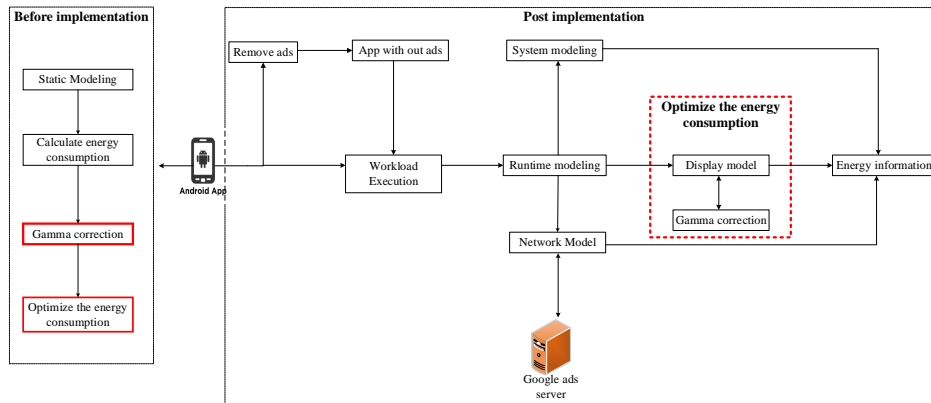 Before implementation
Static Modeling
Calculate energy
consumption
Gamma correction
Optimize the energy
consumption
Android App
Post implementation
Remove ads
App with out ads
Workload
Execution
System modeling
Runtime modeling
Network Model
Google ads
server
Optimize the energy
consumption
Display model
Gamma correction
Energy information